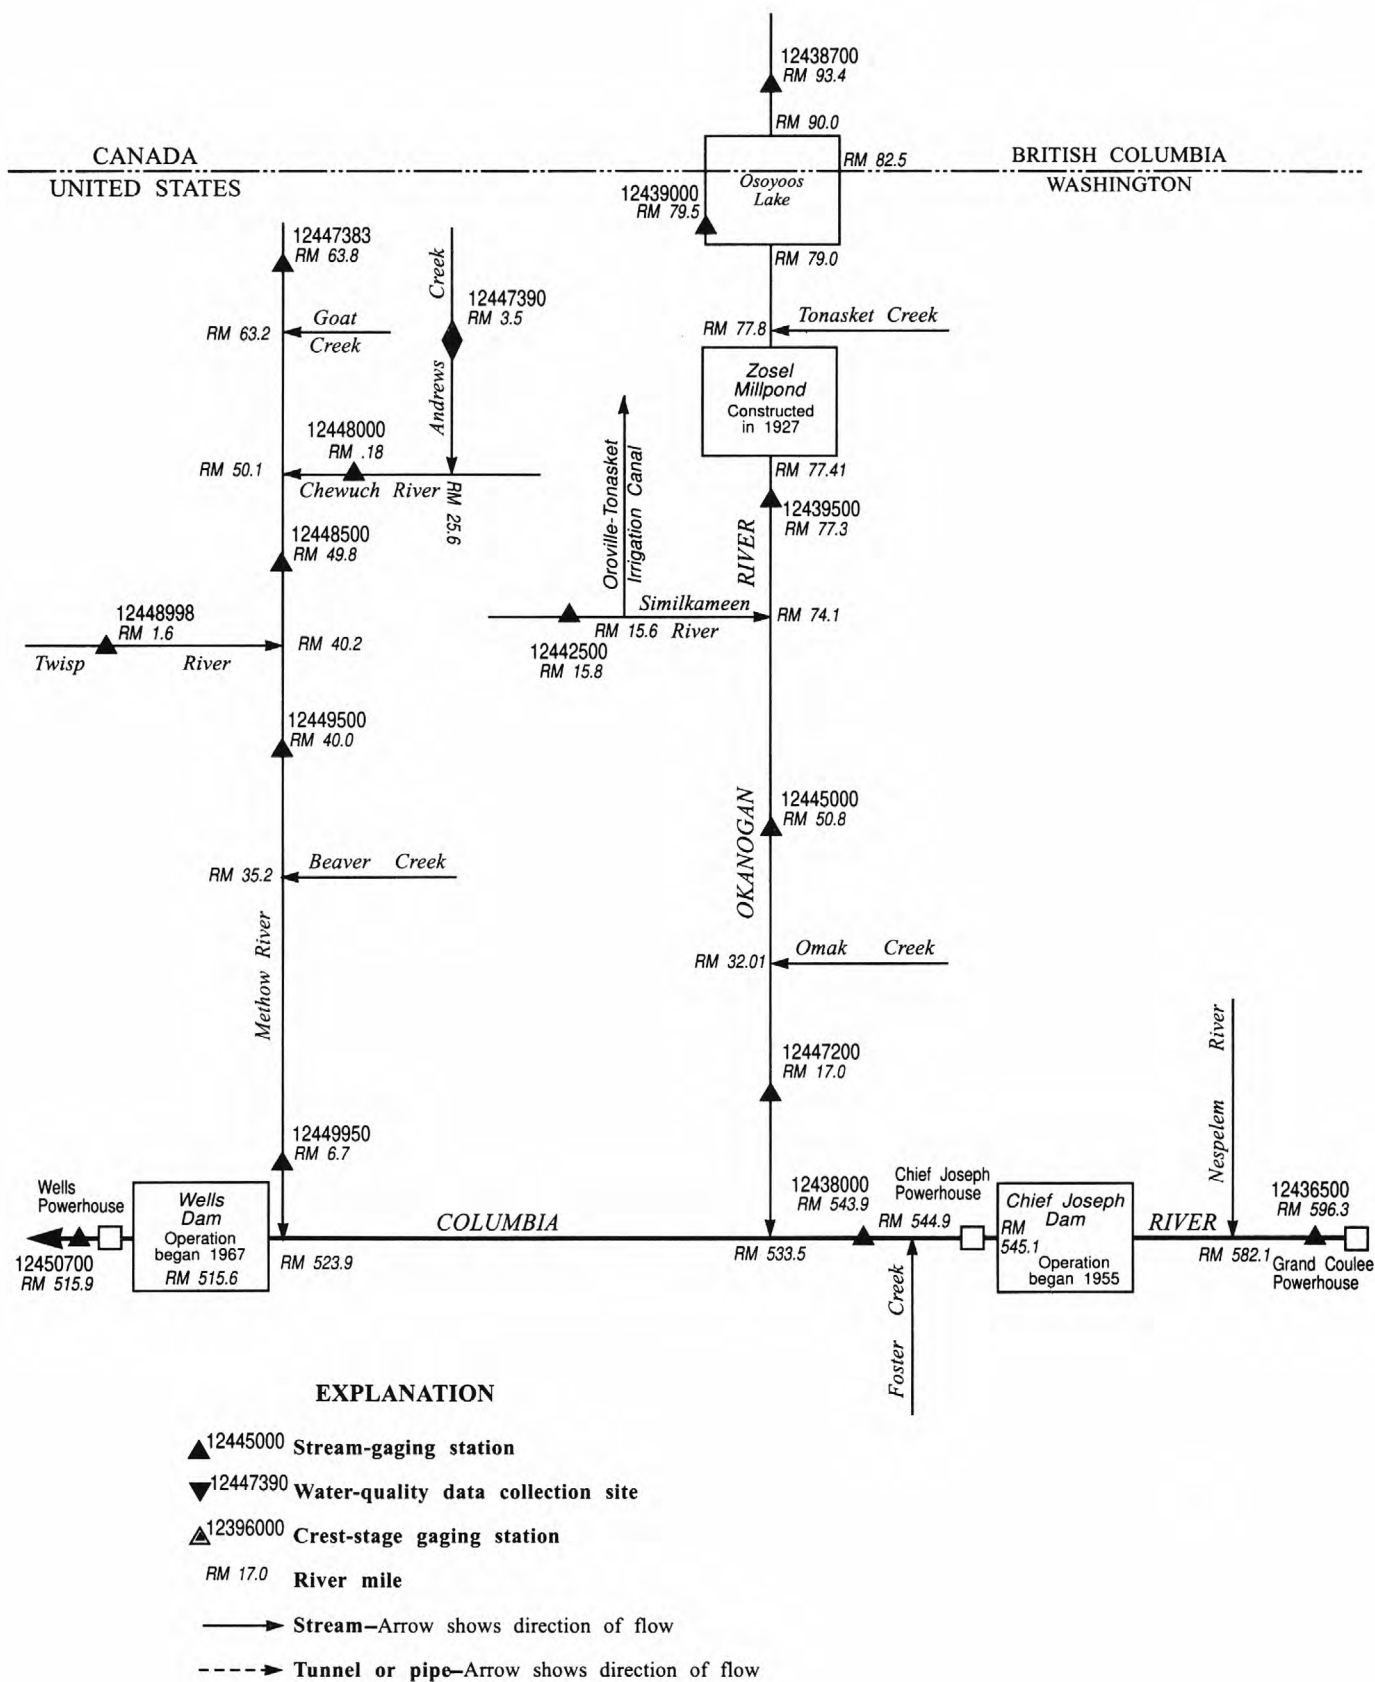 12438700
RM 93.4
RM 90.0
CANADA
BRITISH COLUMBIA
RM 82.5
UNITED STATES
WASHINGTON
Osoyoos
Lake
12439000
RM 79.5
RM 79.0
12447383
RM 63.8
Andrews Creek
12447390
RM 3.5
RM 63.2
Goat
Creek
RM 77.8
Tonasket Creek
Zosel
Millpond
Constructed
in 1927
RM 77.41
12448000
RM .18
RM 50.1
Chewuch River
RM 25.6
Oroville-Tonasket
Irrigation Canal
12439500
RM 77.3
12448500
RM 49.8
12448998
RM 1.6
RM 40.2
Twisp River
Similkameen
River
RM 15.6
RM 74.1
12442500
RM 15.8
12449500
RM 40.0
12445000
RM 50.8
OKANOGAN RIVER
RM 35.2
Beaver Creek
Methow River
RM 32.01
Omak Creek
12447200
RM 17.0
Nespelem River
12449950
RM 6.7
Wells
Powerhouse
Wells
Dam
Operation
began 1967
RM 515.6
12450700
RM 515.9
COLUMBIA
RM 523.9
RM 533.5
12438000
RM 543.9
Chief Joseph
Powerhouse
RM 544.9
Foster Creek
Chief Joseph
Dam
RM
545.1
Operation
began 1955
RIVER
RM 582.1
12436500
RM 596.3
Grand Coulee
Powerhouse
EXPLANATION
12445000 Stream-gaging station
12447390 Water-quality data collection site
12396000 Crest-stage gaging station
RM 17.0 River mile
Stream–Arrow shows direction of flow
Tunnel or pipe–Arrow shows direction of flow